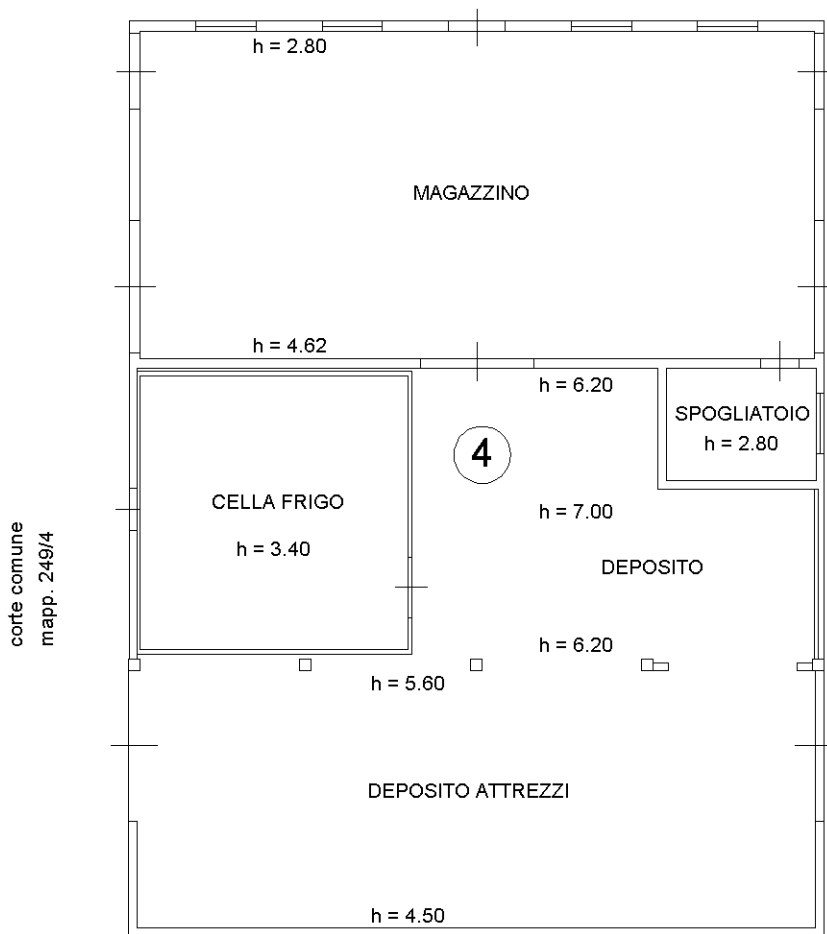 h = 2.80
MAGAZZINO
h = 4.62
h = 6.20
SPOGLIATOIO
h = 2.80
4
CELLA FRIGO
h = 3.40
h = 7.00
DEPOSITO
corte comune
mapp. 249/4
h = 6.20
h = 5.60
DEPOSITO ATTREZZI
h = 4.50